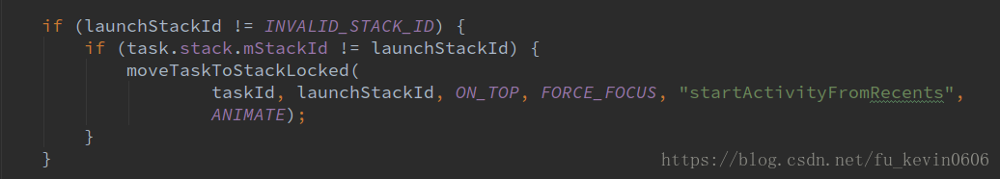 if (launchStackId != INVALID_STACK_ID) {
if (task.stack.mStackId != launchStackId) {
moveTaskToStackLocked(
taskId, launchStackId, ON_TOP, FORCE_FOCUS, "startActivityFromRecents",
ANIMATE);
}
}
https://blog.csdn.net/fu_kevin0606